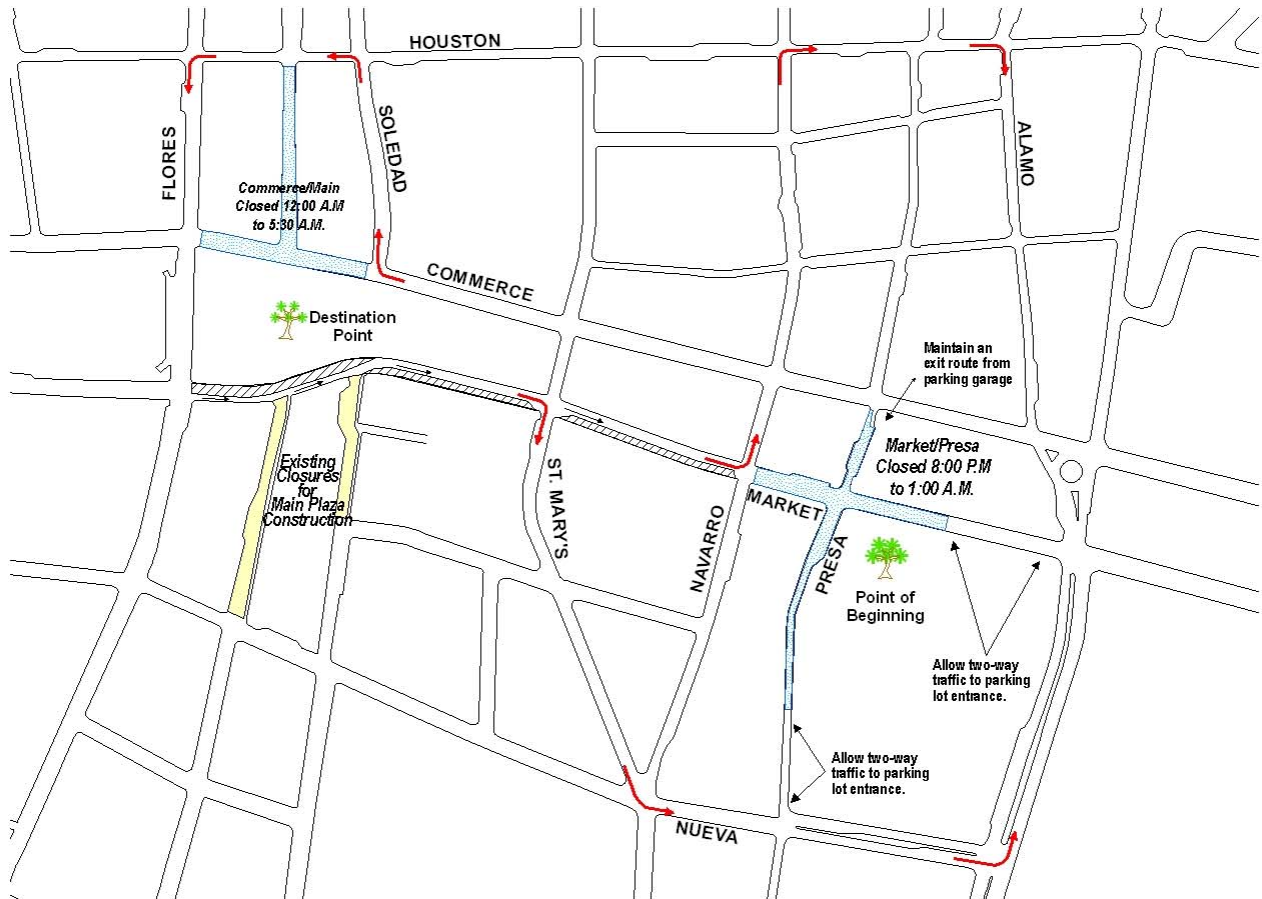 HOUSTON
FLORES
SOLEDAD
ALAMO
Commerce/Main
Closed 12:00 A.M
to 5:30 A.M.
COMMERCE
Destination
Point
Maintain an
exit route from
parking garage
Market/Presa
Closed 8:00 P.M
to 1:00 A.M.
Existing
Closures
for
Main Plaza
Construction
ST. MARY'S
MARKET
NAVARRO
PRESA
Point of
Beginning
Allow two-way
traffic to parking
lot entrance.
Allow two-way
traffic to parking
lot entrance.
NUEVA